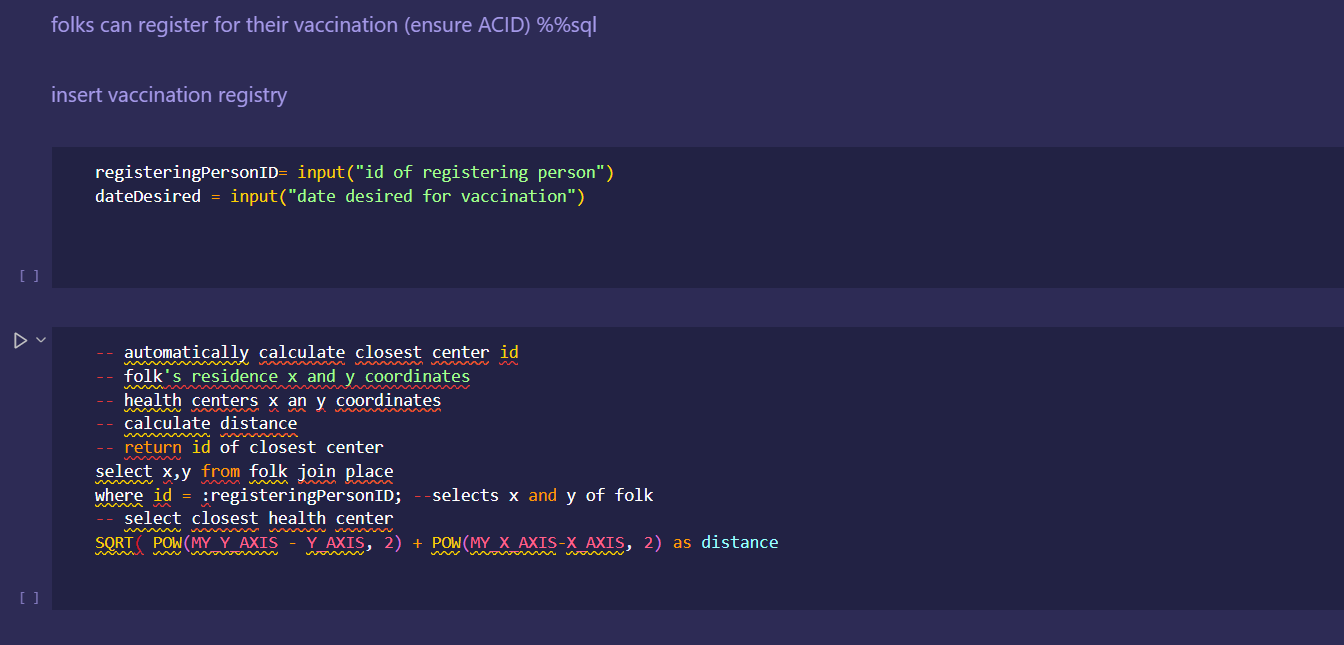 folks can register for their vaccination (ensure ACID) %%sql
insert vaccination registry
registeringPersonID= input("id of registering person")
dateDesired = input("date desired for vaccination")
[ ]
-- automatically calculate closest center id
-- folk's residence x and y coordinates
-- health centers x an y coordinates
-- calculate distance
-- return id of closest center
select x,y from folk join place
where id = :registeringPersonID; --selects x and y of folk
-- select closest health center
SQRT( POW(MY_Y_AXIS - Y_AXIS, 2) + POW(MY_X_AXIS-X_AXIS, 2) as distance
[ ]